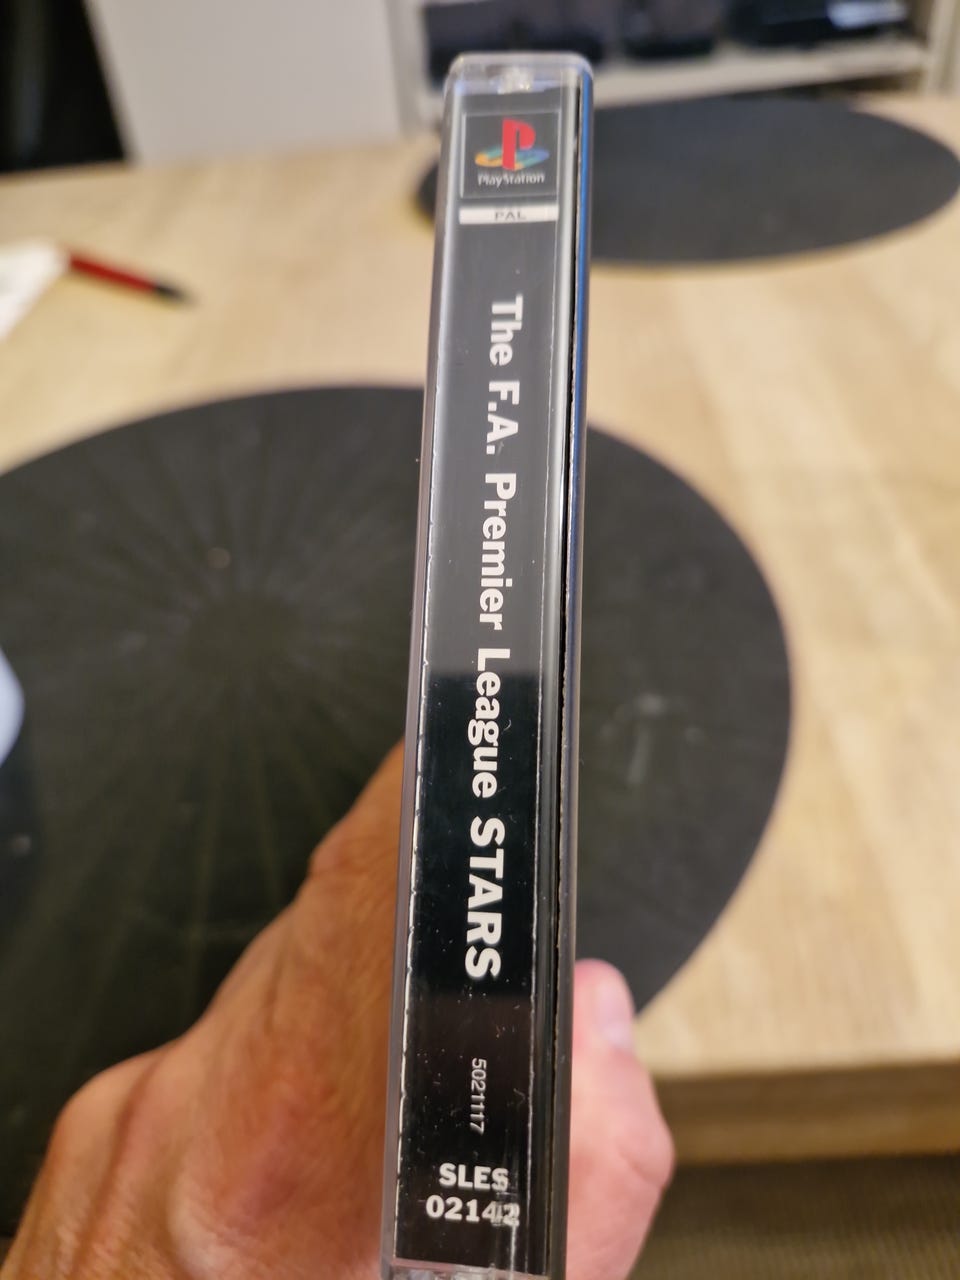 PlayStation
PAL
The F.A. Premier League STARS
5021117
SLES
02142